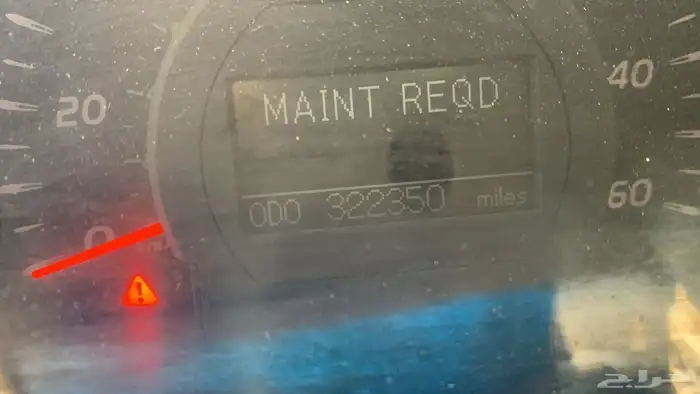 MAINT REQD
20
40
ODO 322350 miles
0
60
حراج